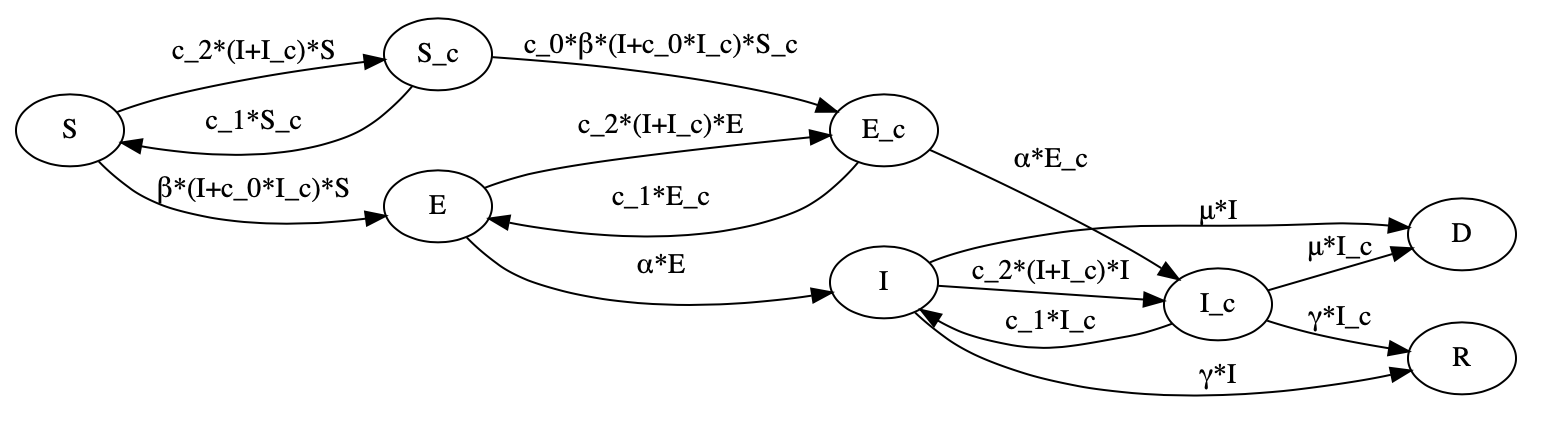 c_2*(I+I_c)*S
S_c
c_0*β*(I+c_0*I_c)*S_c
S
c_1*S_c
c_2*(I+I_c)*E
E_c
β*(I+c_0*I_c)*S
E
c_1*E_c
α*E_c
α*E
μ*I
D
μ*I_c
I
c_2*(I+I_c)*I
I_c
c_1*I_c
γ*I_c
R
γ*I